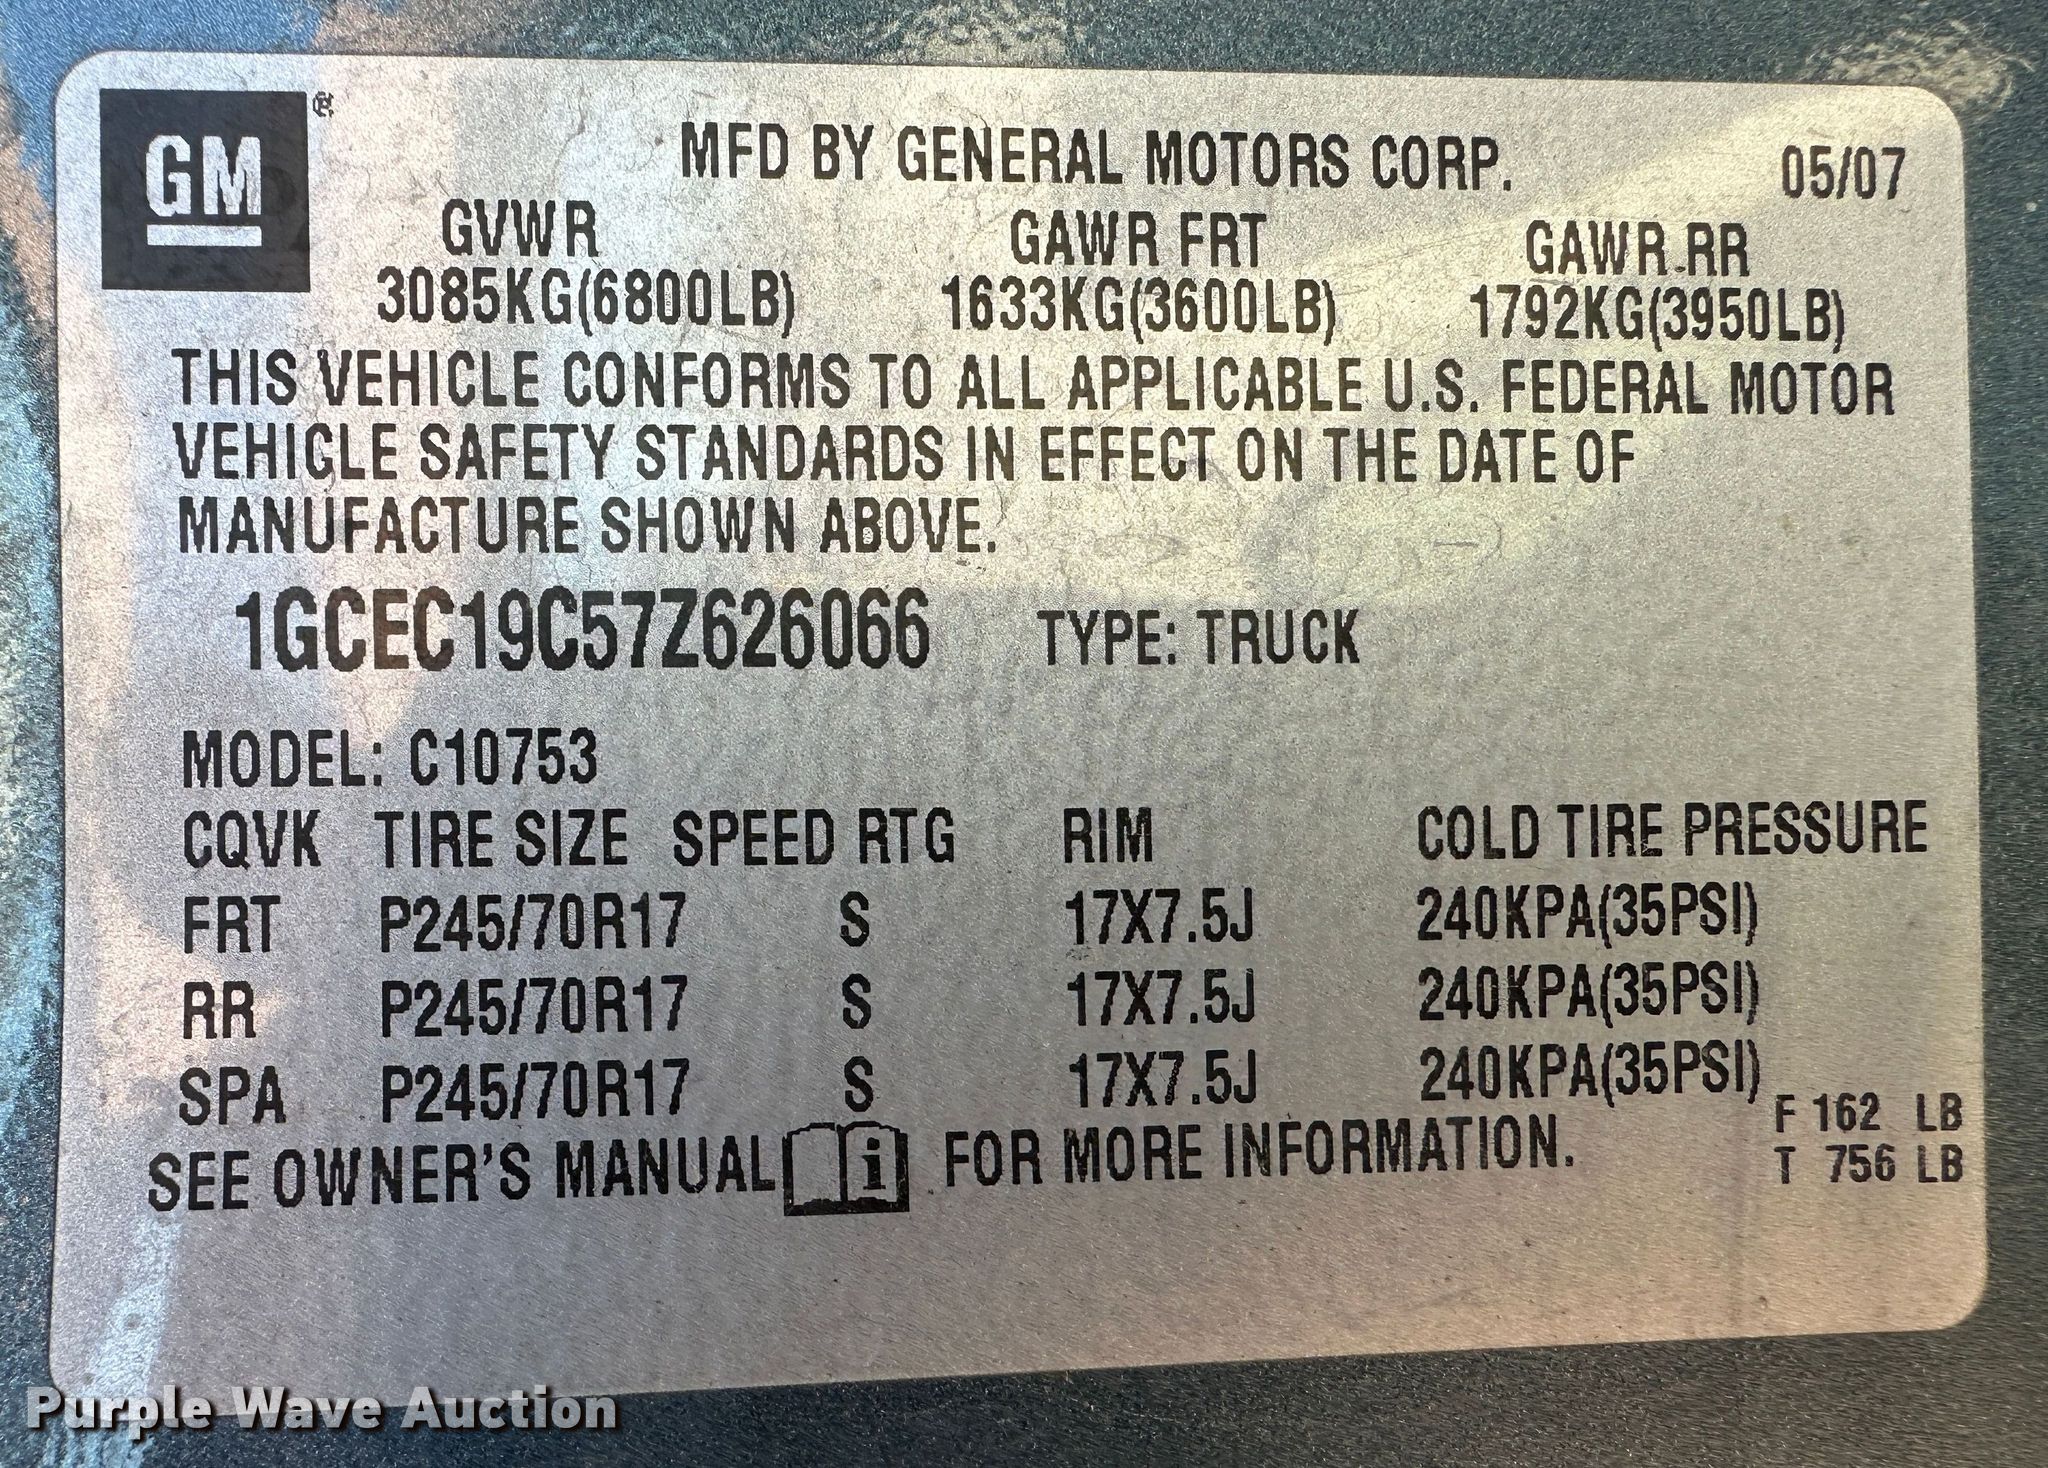 GM
MFD BY GENERAL MOTORS CORP. 05/07
GVWR GAWR FRT GAWR RR
3085KG(6800LB) 1633KG(3600LB) 1792KG(3950LB)
THIS VEHICLE CONFORMS TO ALL APPLICABLE U.S. FEDERAL MOTOR
VEHICLE SAFETY STANDARDS IN EFFECT ON THE DATE OF
MANUFACTURE SHOWN ABOVE.
1GCEC19C57Z626066 TYPE: TRUCK
MODEL: C10753
CQVK TIRE SIZE SPEED RTG RIM COLD TIRE PRESSURE
FRT P245/70R17 S 17X7.5J 240KPA(35PSI)
RR P245/70R17 S 17X7.5J 240KPA(35PSI)
SPA P245/70R17 S 17X7.5J 240KPA(35PSI)
SEE OWNER'S MANUAL i FOR MORE INFORMATION.
F 162 LB
T 756 LB
Purple Wave Auction